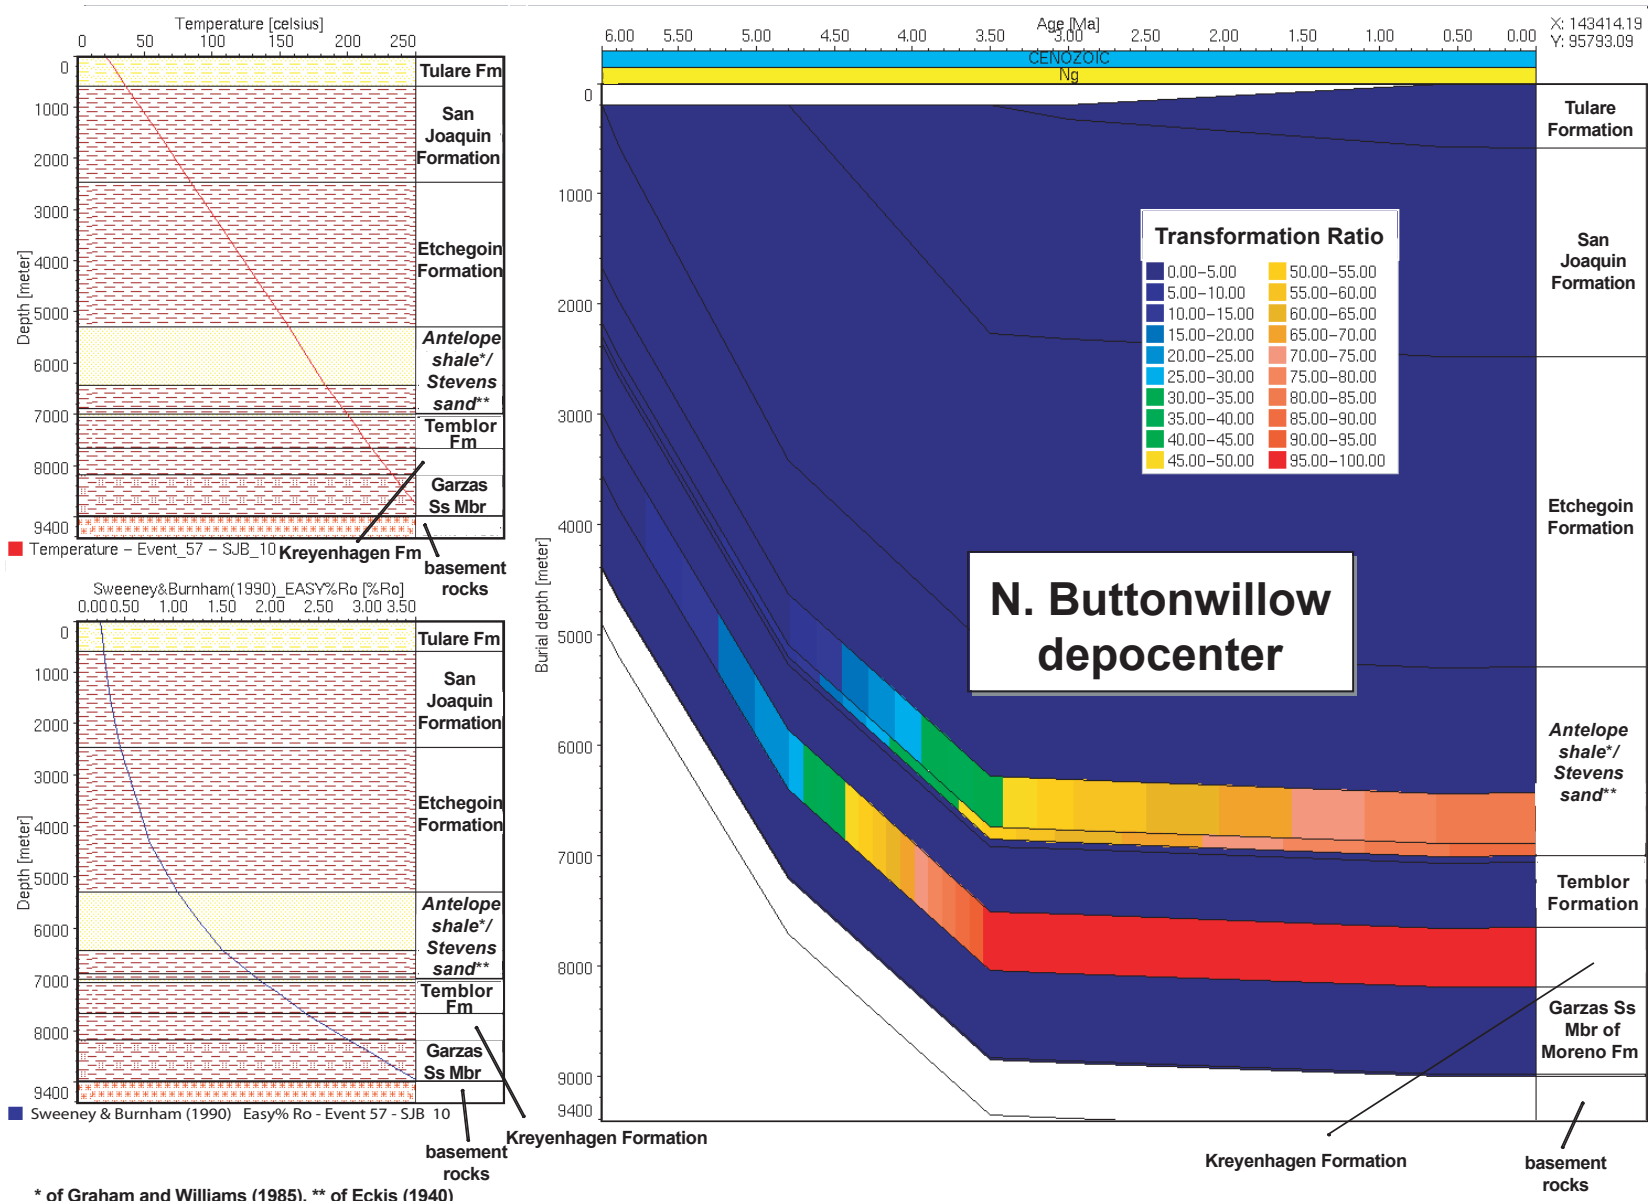 Temperature [celsius]
0 50 100 150 200 250
0
1000
2000
3000
4000
5000
6000
7000
8000
9400
Depth [meter]
Tulare Fm
San
Joaquin
Formation
Etchegoin
Formation
Antelope
shale*/
Stevens
sand**
Temblor
Fm
Garzas
Ss Mbr
Temperature – Event_57 – SJB_10
Kreyenhagen Fm
basement
rocks
Sweeney&Burnham(1990)_EASY%Ro [%Ro]
0.00 0.50 1.00 1.50 2.00 2.50 3.00 3.50
0
1000
2000
3000
4000
5000
6000
7000
8000
9400
Depth [meter]
Tulare Fm
San
Joaquin
Formation
Etchegoin
Formation
Antelope
shale*/
Stevens
sand**
Temblor
Fm
Garzas
Ss Mbr
Sweeney & Burnham (1990) Easy% Ro - Event 57 - SJB 10
Kreyenhagen Formation
basement
rocks
* of Graham and Williams (1985), ** of Eckis (1940)
Age [Ma]
6.00 5.50 5.00 4.50 4.00 3.50 3.00 2.50 2.00 1.50 1.00 0.50 0.00
X: 143414.19
Y: 95793.09
CENOZOIC
Ng
0
1000
2000
3000
4000
5000
6000
7000
8000
9000
9400
Burial depth [meter]
Transformation Ratio
0.00–5.00 50.00–55.00
5.00–10.00 55.00–60.00
10.00–15.00 60.00–65.00
15.00–20.00 65.00–70.00
20.00–25.00 70.00–75.00
25.00–30.00 75.00–80.00
30.00–35.00 80.00–85.00
35.00–40.00 85.00–90.00
40.00–45.00 90.00–95.00
45.00–50.00 95.00–100.00
N. Buttonwillow
depocenter
Tulare
Formation
San
Joaquin
Formation
Etchegoin
Formation
Antelope
shale*/
Stevens
sand**
Temblor
Formation
Garzas Ss
Mbr of
Moreno Fm
Kreyenhagen Formation
basement
rocks